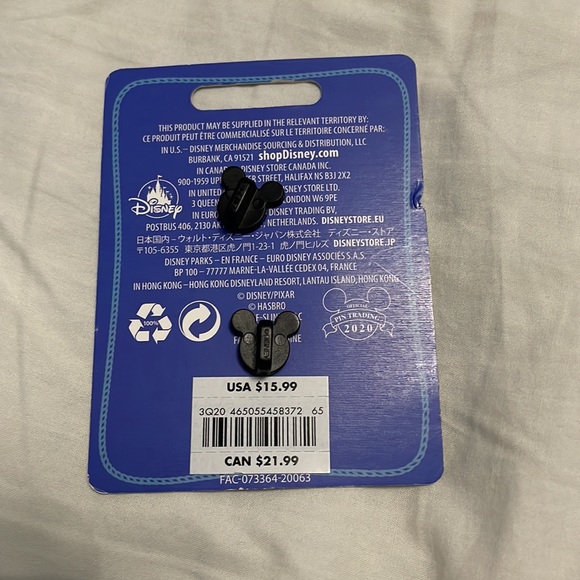 THIS PRODUCT MAY BE SUPPLIED IN THE RELEVANT TERRITORY BY:
CE PRODUIT PEUT ÊTRE COMMERCIALISÉ SUR LE TERRITOIRE CONCERNÉ PAR:
IN U.S. – DISNEY MERCHANDISE SOURCING & DISTRIBUTION, LLC
BURBANK, CA 91521 shopDisney.com
IN CANADA DISNEY STORE CANADA INC.
900-1959 STREET, HALIFAX NS B3J 2X2
IN UNITED DISNEY STORE LTD.
3 QUEEN LONDON W6 9PE
IN EUROPE DISNEY TRADING BV,
POSTBUS 406, 2130 NETHERLANDS. DISNEYSTORE.EU
日本国内 – ウォルト・ディズニー・ジャパン株式会社 ディズニー・ストア
〒105-6355 東京都港区虎ノ門1-23-1 虎ノ門ヒルズ DISNEYSTORE.JP
DISNEY PARKS – EN FRANCE – EURO DISNEY ASSOCIÉS S.A.S
BP 100 – 77777 MARNE-LA-VALLÉE CEDEX 04, FRANCE
IN HONG KONG – HONG KONG DISNEYLAND RESORT, LANTAU ISLAND, HONG KONG
Disney
© DISNEY/PIXAR
© HASBRO
100%
OFFICIAL
PIN TRADING
2020
USA $15.99
3Q20 465055458372 65
CAN $21.99
FAC-073364-20063